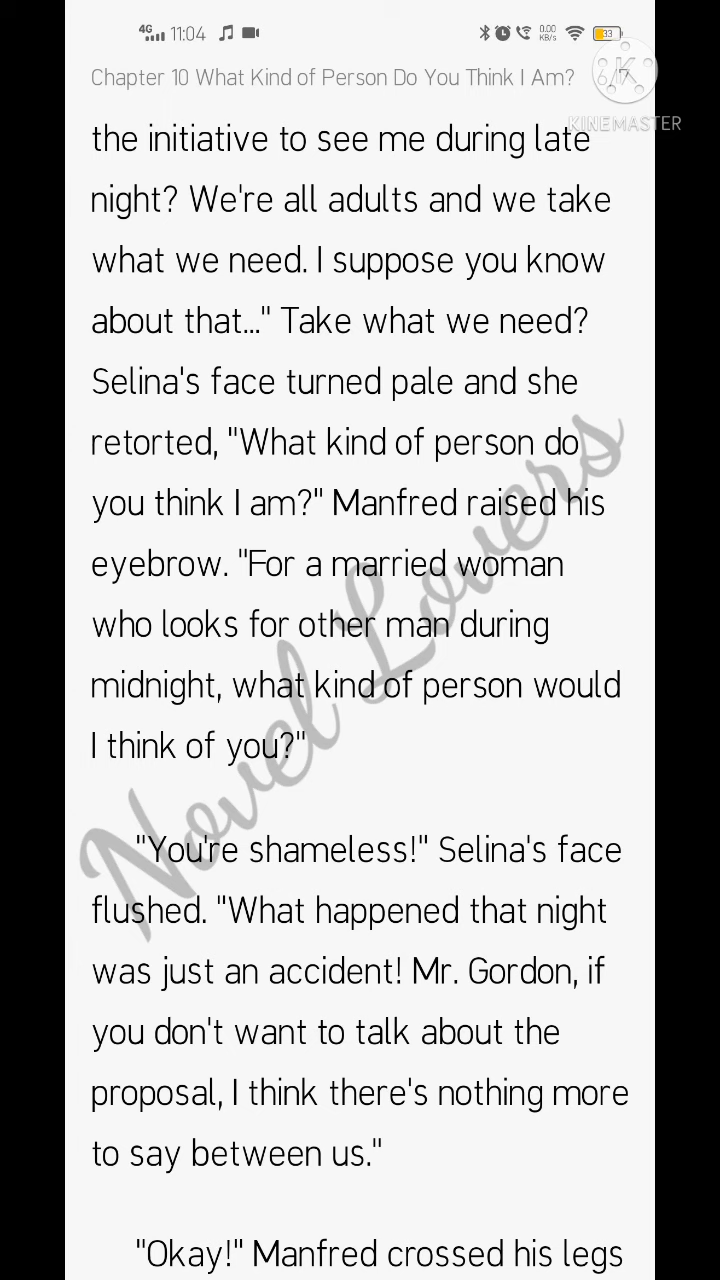 4G 11:04 0.00 KB/s 33
Chapter 10 What Kind of Person Do You Think I Am?
KINEMASTER
the initiative to see me during late
night? We're all adults and we take
what we need. I suppose you know
about that..." Take what we need?
Selina's face turned pale and she
retorted, "What kind of person do
you think I am?" Manfred raised his
eyebrow. "For a married woman
who looks for other man during
midnight, what kind of person would
I think of you?"
Novel Lovers
"You're shameless!" Selina's face
flushed. "What happened that night
was just an accident! Mr. Gordon, if
you don't want to talk about the
proposal, I think there's nothing more
to say between us."
"Okay!" Manfred crossed his legs